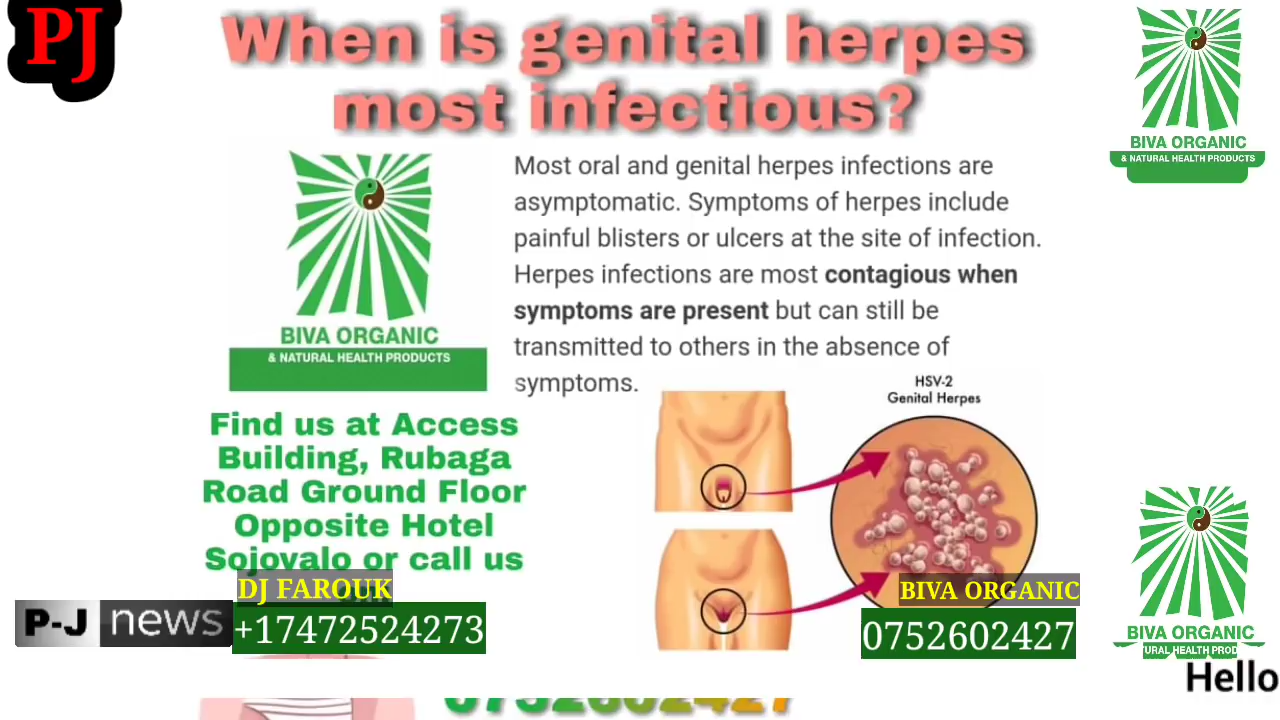 PJ
When is genital herpes
most infectious?
BIVA ORGANIC
& NATURAL HEALTH PRODUCTS
BIVA ORGANIC
& NATURAL HEALTH PRODUCTS
Most oral and genital herpes infections are
asymptomatic. Symptoms of herpes include
painful blisters or ulcers at the site of infection.
Herpes infections are most contagious when
symptoms are present but can still be
transmitted to others in the absence of
symptoms.
HSV-2
Genital Herpes
Find us at Access
Building, Rubaga
Road Ground Floor
Opposite Hotel
Sojovalo or call us
DJ FAROUK
P-J news
+17472524273
BIVA ORGANIC
0752602427
BIVA ORGANIC
URAL HEALTH PROD
Hello
0752602427